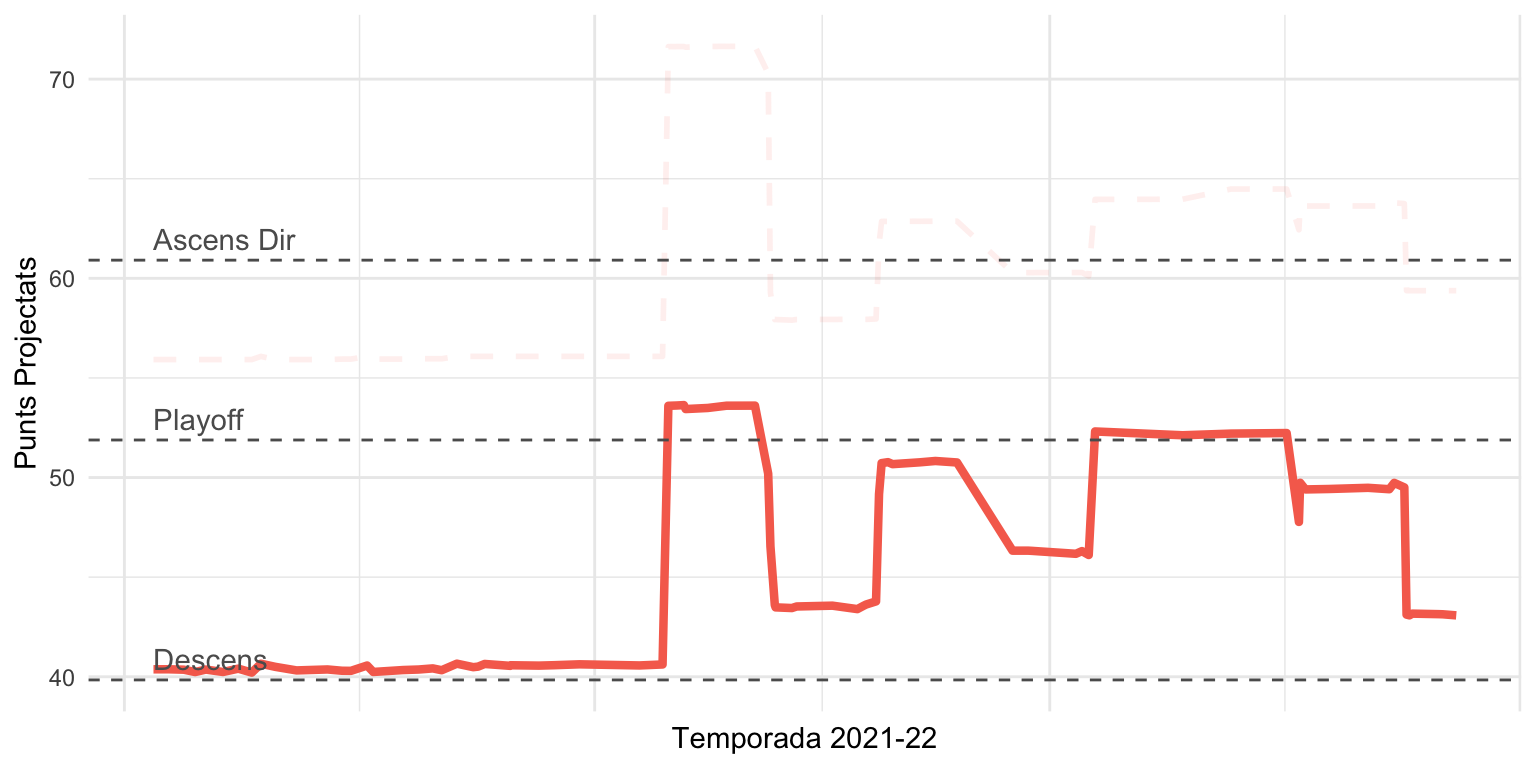 70
Ascens Dir
60
Playoff
50
Descens
40
Punts Projectats
Temporada 2021-22